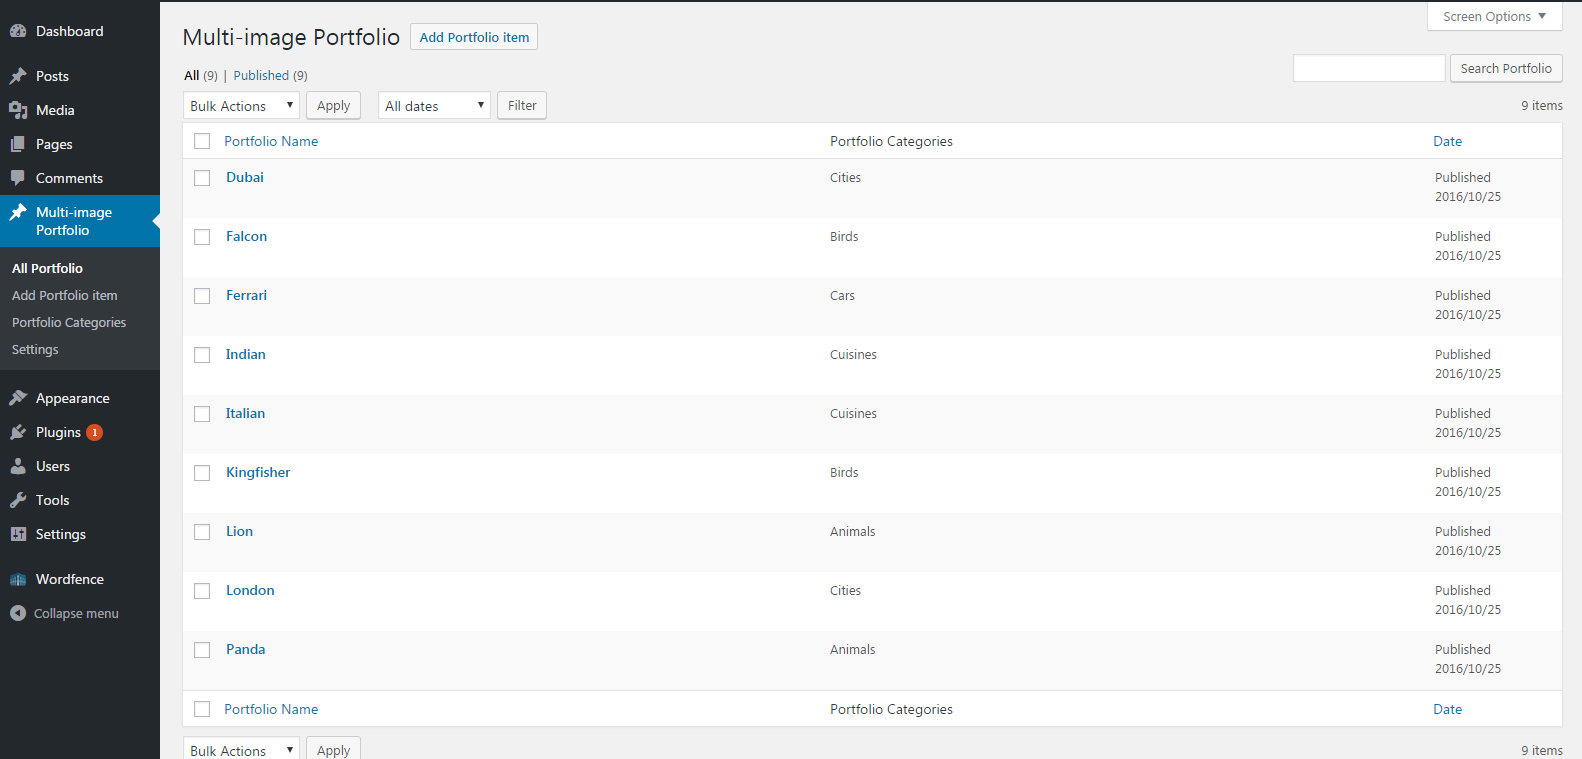 Dashboard
Posts
Media
Pages
Comments
Multi-image
Portfolio
All Portfolio
Add Portfolio item
Portfolio Categories
Settings
Appearance
Plugins 1
Users
Tools
Settings
Wordfence
Collapse menu
Screen Options
Multi-image Portfolio Add Portfolio item
All (9) | Published (9)
Search Portfolio
Bulk Actions Apply All dates Filter 9 items
Portfolio Name Portfolio Categories Date
Dubai Cities Published
2016/10/25
Falcon Birds Published
2016/10/25
Ferrari Cars Published
2016/10/25
Indian Cuisines Published
2016/10/25
Italian Cuisines Published
2016/10/25
Kingfisher Birds Published
2016/10/25
Lion Animals Published
2016/10/25
London Cities Published
2016/10/25
Panda Animals Published
2016/10/25
Portfolio Name Portfolio Categories Date
Bulk Actions Apply 9 items